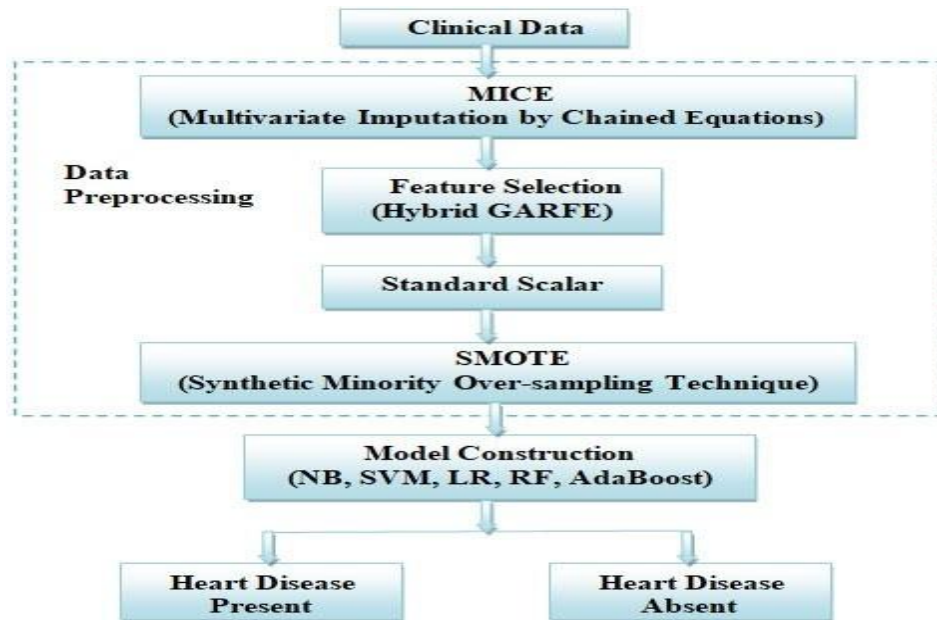 Clinical Data
MICE
(Multivariate Imputation by Chained Equations)
Data
Preprocessing
Feature Selection
(Hybrid GARFE)
Standard Scalar
SMOTE
(Synthetic Minority Over-sampling Technique)
Model Construction
(NB, SVM, LR, RF, AdaBoost)
Heart Disease
Present
Heart Disease
Absent